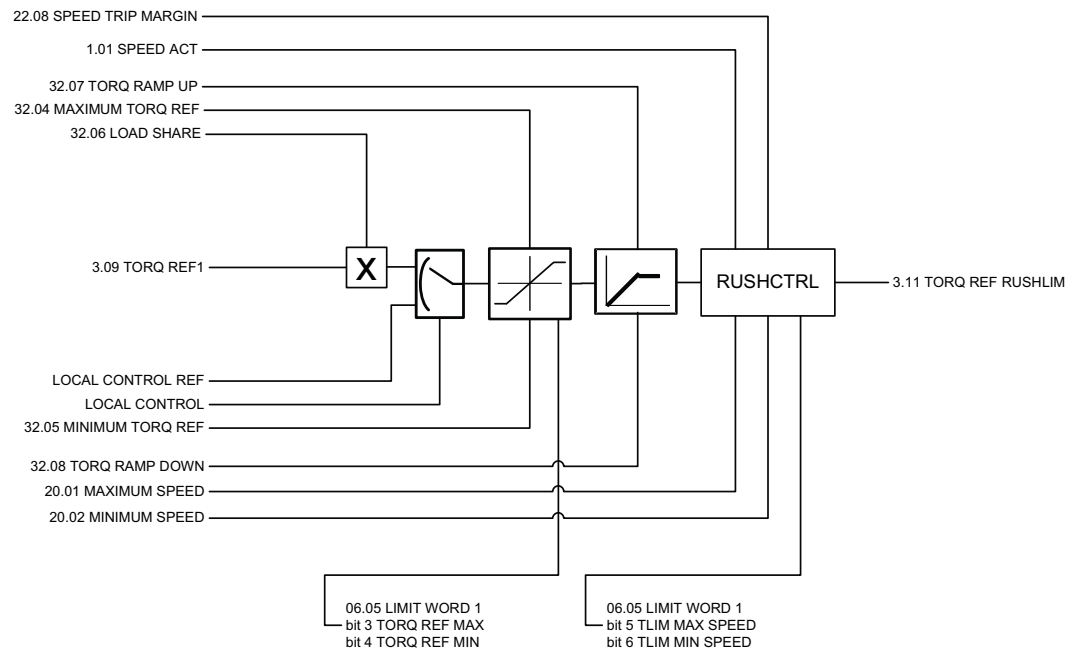 22.08 SPEED TRIP MARGIN
1.01 SPEED ACT
32.07 TORQ RAMP UP
32.04 MAXIMUM TORQ REF
32.06 LOAD SHARE
3.09 TORQ REF1
X
RUSHCTRL
3.11 TORQ REF RUSHLIM
LOCAL CONTROL REF
LOCAL CONTROL
32.05 MINIMUM TORQ REF
32.08 TORQ RAMP DOWN
20.01 MAXIMUM SPEED
20.02 MINIMUM SPEED
06.05 LIMIT WORD 1
bit 3 TORQ REF MAX
bit 4 TORQ REF MIN
06.05 LIMIT WORD 1
bit 5 TLIM MAX SPEED
bit 6 TLIM MIN SPEED